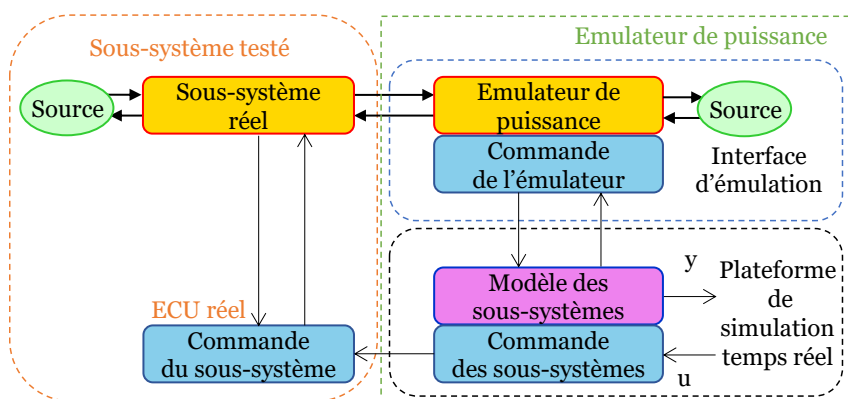 Sous-système testé
Emulateur de puissance
Source
Sous-système
réel
Emulateur de
puissance
Source
Commande
de l’émulateur
Interface
d’émulation
ECU réel
Commande
du sous-système
Modèle des
sous-systèmes
Commande
des sous-systèmes
y
u
Plateforme
de
simulation
temps réel